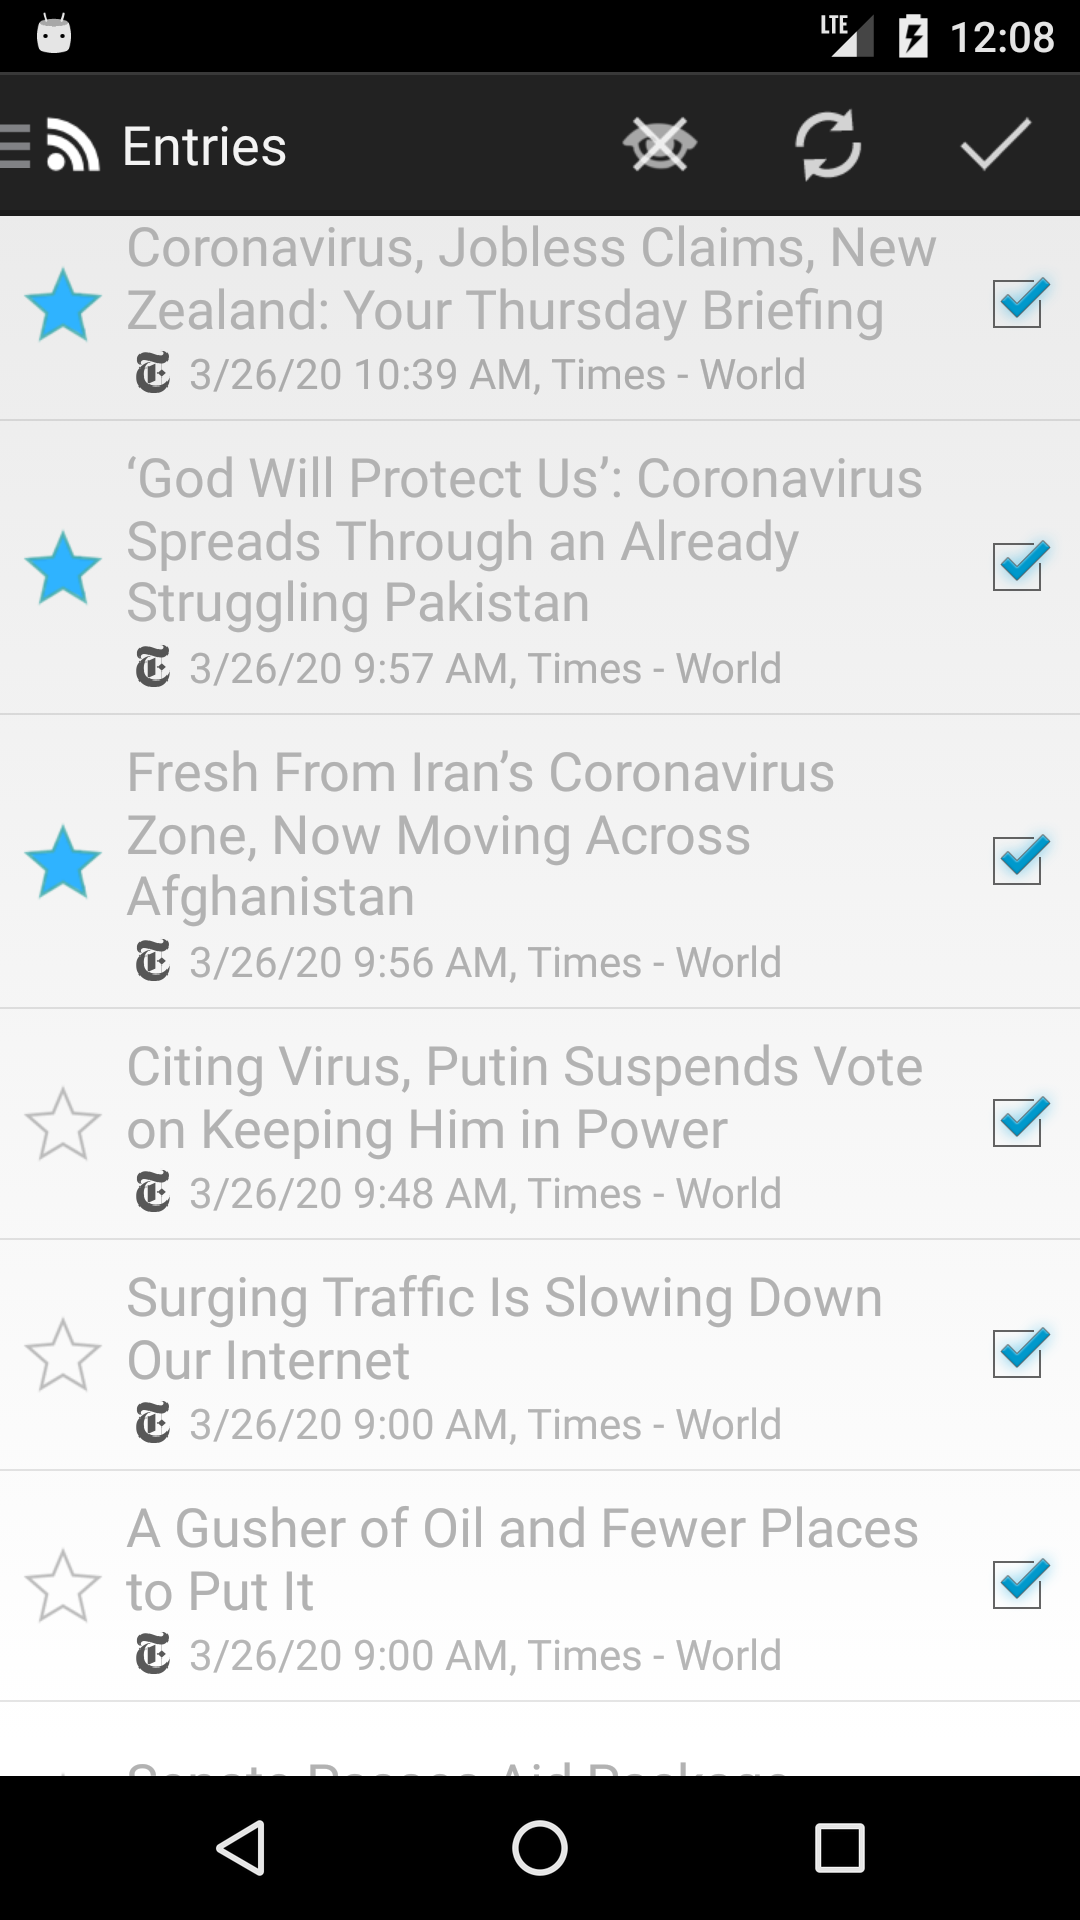 LTE 12:08
Entries
Coronavirus, Jobless Claims, New
Zealand: Your Thursday Briefing
3/26/20 10:39 AM, Times - World
‘God Will Protect Us’: Coronavirus
Spreads Through an Already
Struggling Pakistan
3/26/20 9:57 AM, Times - World
Fresh From Iran’s Coronavirus
Zone, Now Moving Across
Afghanistan
3/26/20 9:56 AM, Times - World
Citing Virus, Putin Suspends Vote
on Keeping Him in Power
3/26/20 9:48 AM, Times - World
Surging Traffic Is Slowing Down
Our Internet
3/26/20 9:00 AM, Times - World
A Gusher of Oil and Fewer Places
to Put It
3/26/20 9:00 AM, Times - World
Senate Passes Aid Package